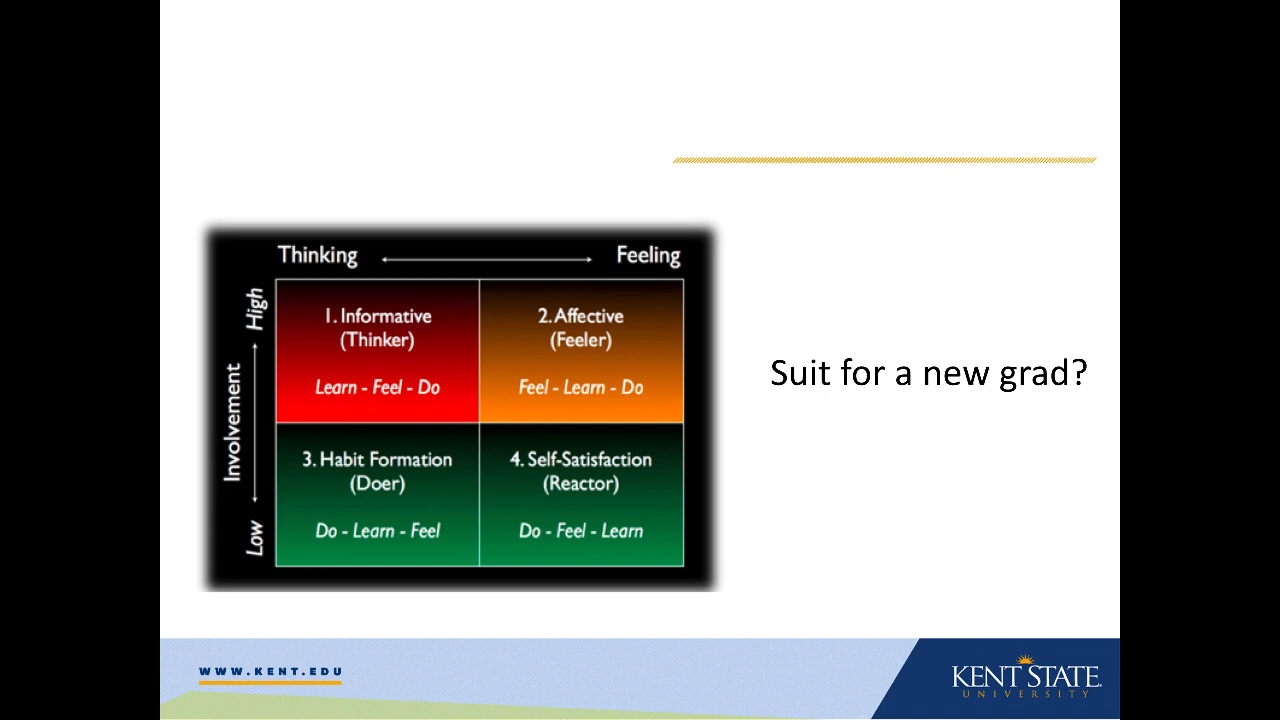 Thinking
Feeling
High
Involvement
Low
1. Informative
(Thinker)
Learn - Feel - Do
2. Affective
(Feeler)
Feel - Learn - Do
3. Habit Formation
(Doer)
Do - Learn - Feel
4. Self-Satisfaction
(Reactor)
Do - Feel - Learn
Suit for a new grad?
WWW.KENT.EDU
KENT STATE
UNIVERSITY